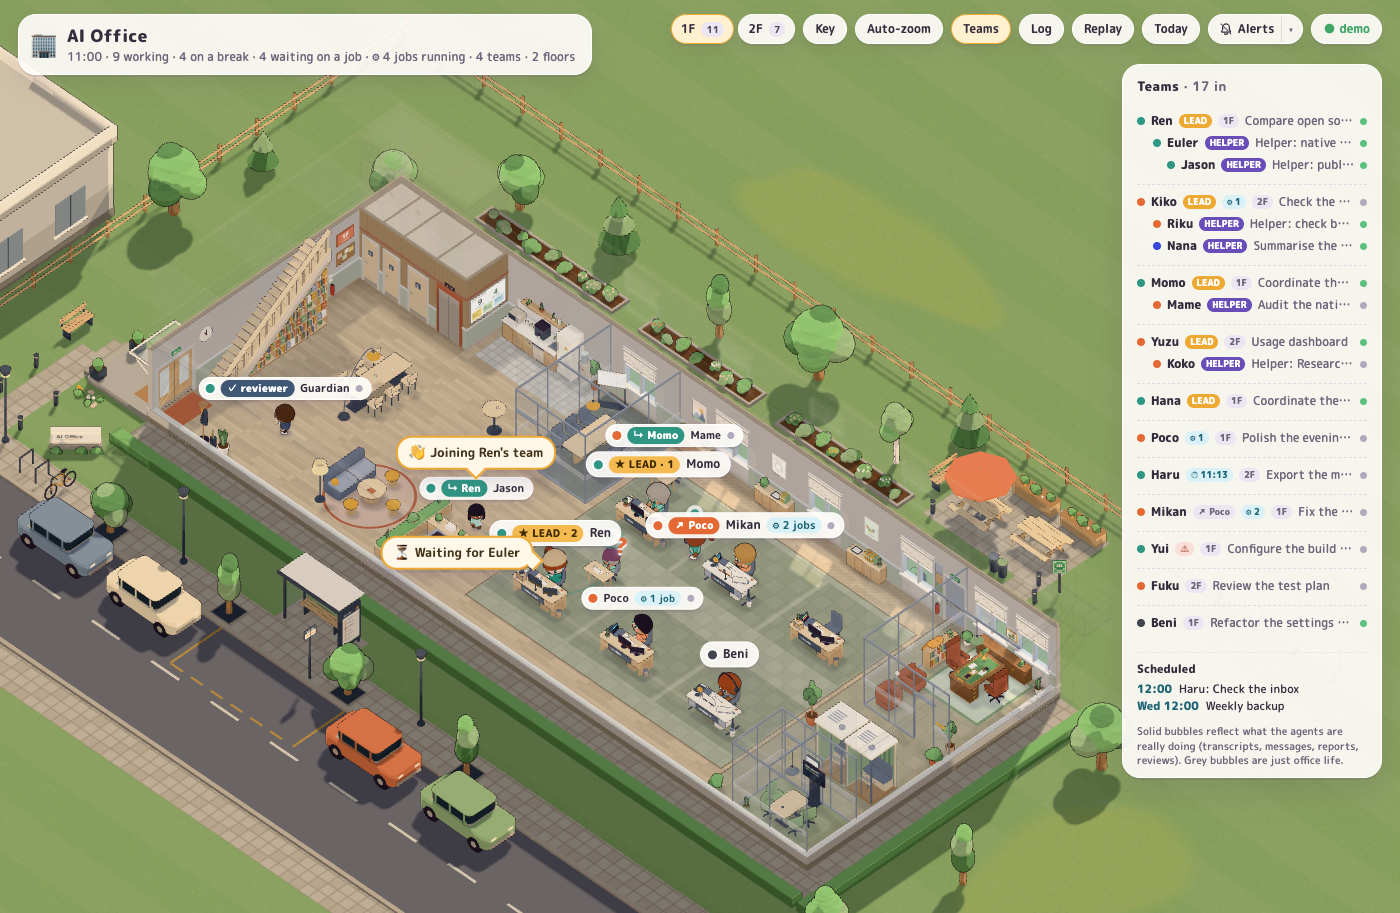 AI Office
11:00 · 9 working · 4 on a break · 4 waiting on a job · 4 jobs running · 4 teams · 2 floors
1F 11
2F 7
Key
Auto-zoom
Teams
Log
Replay
Today
Alerts
demo
Teams · 17 in
Ren LEAD 1F Compare open so···
Euler HELPER Helper: native ···
Jason HELPER Helper: publ···
Kiko LEAD 1 2F Check the ···
Riku HELPER Helper: check b···
Nana HELPER Summarise the ···
Momo LEAD 1F Coordinate th···
Mame HELPER Audit the nati···
Yuzu LEAD 2F Usage dashboard
Koko HELPER Helper: Researc···
Hana LEAD 1F Coordinate the···
Poco 1 1F Polish the evenin···
Haru 11:13 2F Export the m···
Mikan ↗ Poco 2 1F Fix the ···
Yui ⚠ 1F Configure the build ···
Fuku 2F Review the test plan
Beni 1F Refactor the settings ···
Scheduled
12:00 Haru: Check the inbox
Wed 12:00 Weekly backup
Solid bubbles reflect what the agents are
really doing (transcripts, messages, reports,
reviews). Grey bubbles are just office life.
✓ reviewer Guardian
↪ Momo Mame
★ LEAD · 1 Momo
👋 Joining Ren's team
↪ Ren Jason
★ LEAD · 2 Ren
↗ Poco Mikan 2 jobs
⏳ Waiting for Euler
Poco 1 job
Beni
AI Office